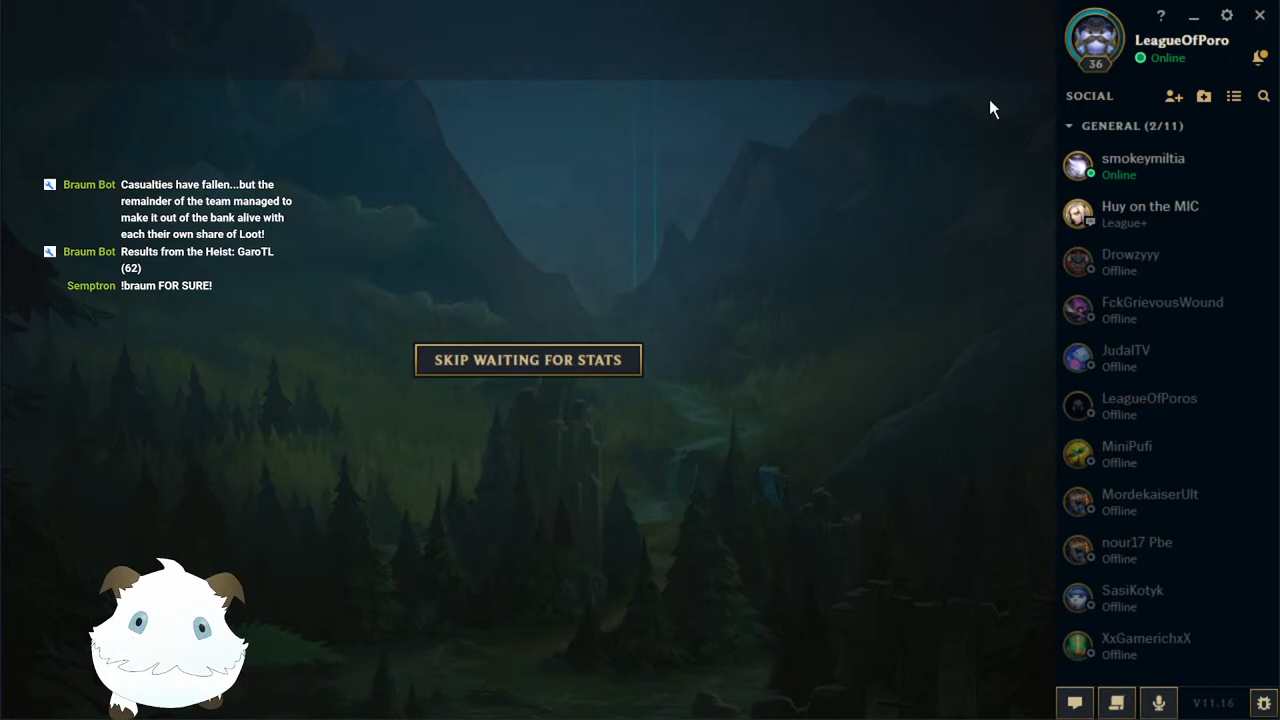 ?
LeagueOfPoro
Online
36
SOCIAL
GENERAL (2/11)
smokeymiltia
Online
Huy on the MIC
League+
Drowzyyy
Offline
FckGrievousWound
Offline
JudalTV
Offline
LeagueOfPoros
Offline
MiniPufi
Offline
MordekaiserUlt
Offline
nour17 Pbe
Offline
SasiKotyk
Offline
XxGamerichxX
Offline
V11.16
Braum Bot Casualties have fallen...but the
remainder of the team managed to
make it out of the bank alive with
each their own share of Loot!
Braum Bot Results from the Heist: GaroTL
(62)
Semptron !braum FOR SURE!
SKIP WAITING FOR STATS